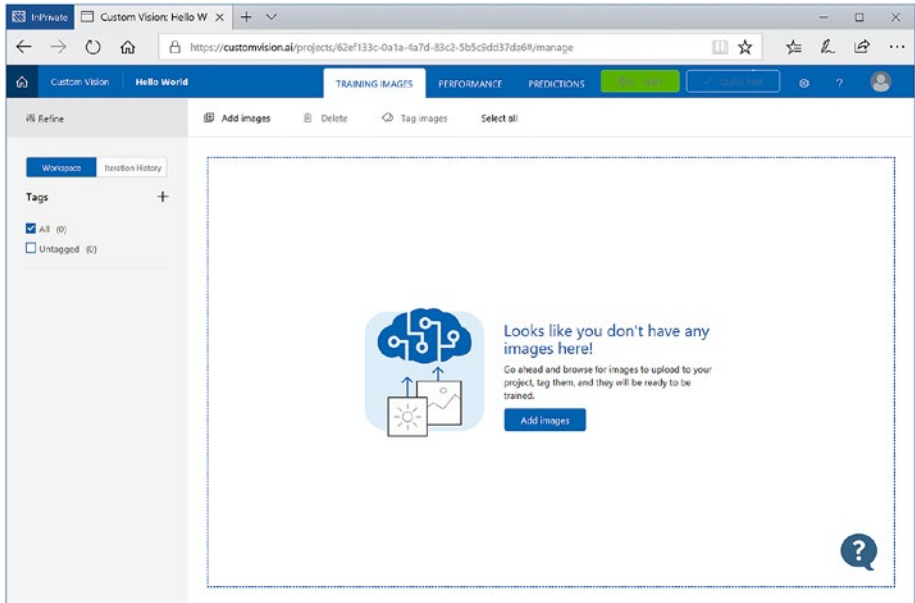 InPrivate
Custom Vision: Hello W
https://customvision.ai/projects/62ef133c-0a1a-4a7d-83c2-5b5c9dd37da6#/manage
Custom Vision
Hello World
TRAINING IMAGES
PERFORMANCE
PREDICTIONS
?
Refine
Add images
Delete
Tag images
Select all
Workspace
Iteration History
Tags
All (0)
Untagged (0)
Looks like you don't have any
images here!
Go ahead and browse for images to upload to your
project, tag them, and they will be ready to be
trained.
Add images
?